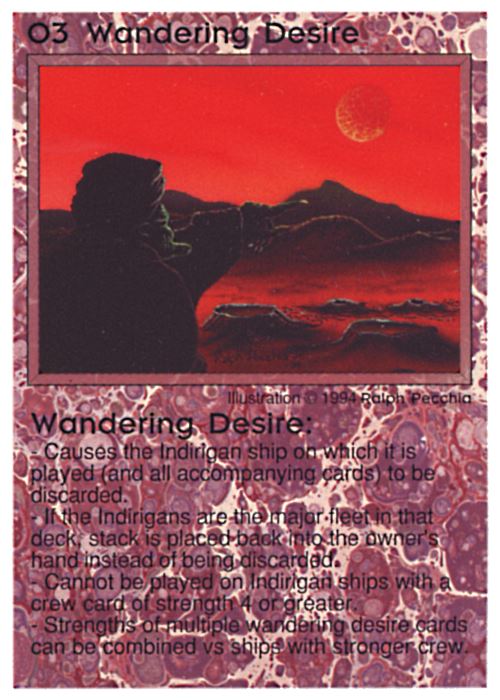 03 Wandering Desire
Illustration © 1994 Ralph Pecchia
Wandering Desire:
- Causes the Indirigan ship on which it is
played (and all accompanying cards) to be
discarded.
- If the Indirigans are the major fleet in that
deck, stack is placed back into the owner's
hand instead of being discarded.
- Cannot be played on Indirigan ships with a
crew card of strength 4 or greater.
- Strengths of multiple wandering desire cards
can be combined vs ships with stronger crew.